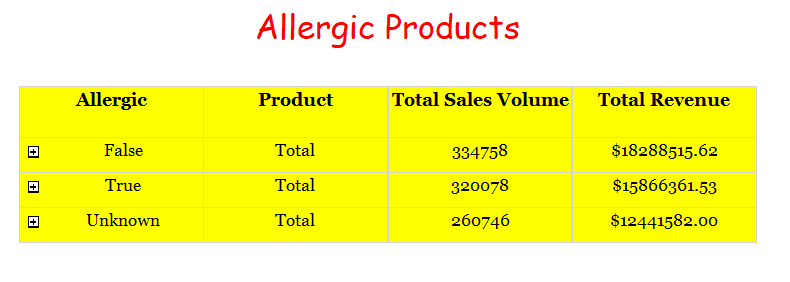 Allergic Products
Allergic Product Total Sales Volume Total Revenue
False Total 334758 $18288515.62
True Total 320078 $15866361.53
Unknown Total 260746 $12441582.00